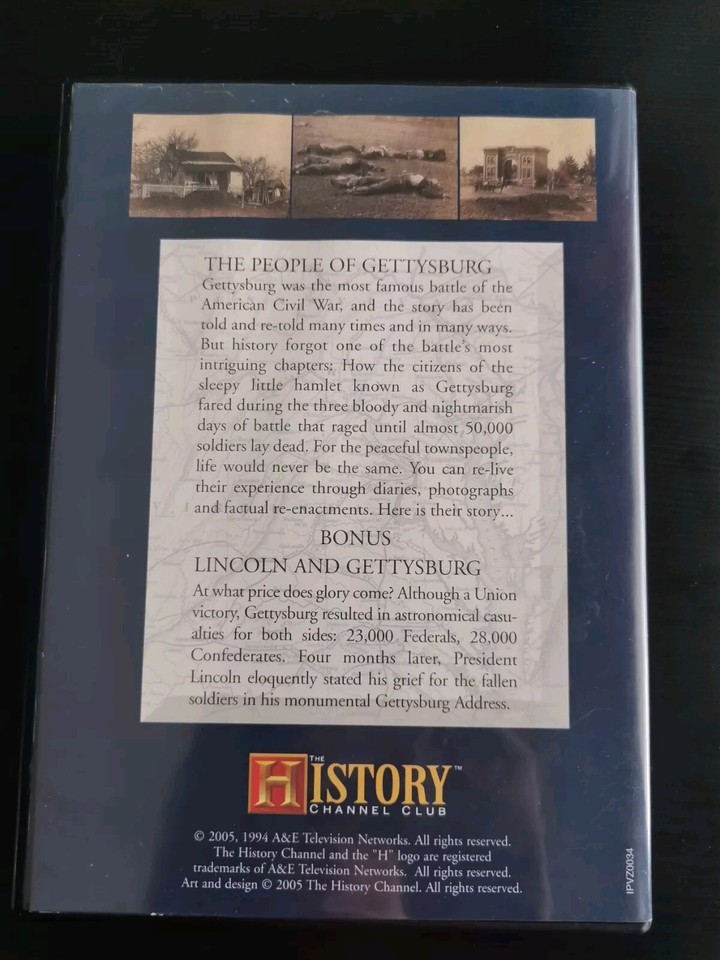 THE PEOPLE OF GETTYSBURG
Gettysburg was the most famous battle of the
American Civil War, and the story has been
told and re-told many times and in many ways.
But history forgot one of the battle's most
intriguing chapters: How the citizens of the
sleepy little hamlet known as Gettysburg
fared during the three bloody and nightmarish
days of battle that raged until almost 50,000
soldiers lay dead. For the peaceful townspeople,
life would never be the same. You can re-live
their experience through diaries, photographs
and factual re-enactments. Here is their story...
BONUS
LINCOLN AND GETTYSBURG
At what price does glory come? Although a Union
victory, Gettysburg resulted in astronomical casu-
alties for both sides: 23,000 Federals, 28,000
Confederates. Four months later, President
Lincoln eloquently stated his grief for the fallen
soldiers in his monumental Gettysburg Address.
THE
HISTORY™
CHANNEL CLUB
© 2005, 1994 A&E Television Networks. All rights reserved.
The History Channel and the "H" logo are registered
trademarks of A&E Television Networks. All rights reserved.
Art and design © 2005 The History Channel. All rights reserved.
IPVZ0034